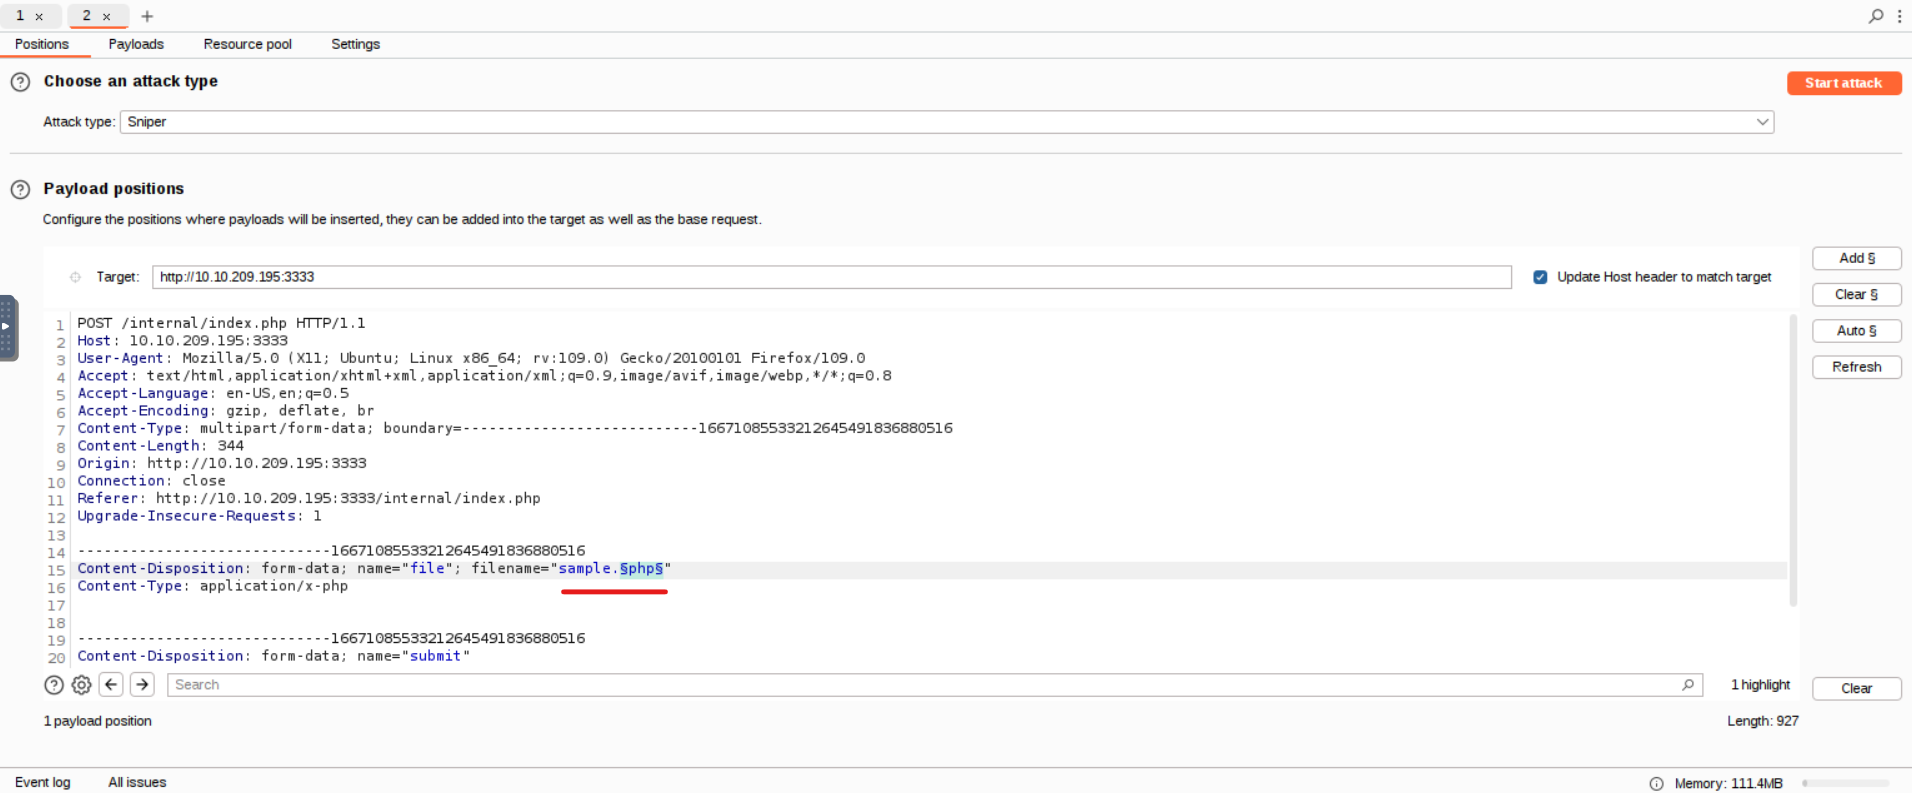 1 × 2 × +
Positions Payloads Resource pool Settings
Choose an attack type
Start attack
Attack type: Sniper
Payload positions
Configure the positions where payloads will be inserted, they can be added into the target as well as the base request.
Add §
Target: http://10.10.209.195:3333
Update Host header to match target
Clear §
Auto §
Refresh
1 POST /internal/index.php HTTP/1.1
2 Host: 10.10.209.195:3333
3 User-Agent: Mozilla/5.0 (X11; Ubuntu; Linux x86_64; rv:109.0) Gecko/20100101 Firefox/109.0
4 Accept: text/html,application/xhtml+xml,application/xml;q=0.9,image/avif,image/webp,*/*;q=0.8
5 Accept-Language: en-US,en;q=0.5
6 Accept-Encoding: gzip, deflate, br
7 Content-Type: multipart/form-data; boundary=---------------------------16671085533212645491836880516
8 Content-Length: 344
9 Origin: http://10.10.209.195:3333
10 Connection: close
11 Referer: http://10.10.209.195:3333/internal/index.php
12 Upgrade-Insecure-Requests: 1
13
14 -----------------------------16671085533212645491836880516
15 Content-Disposition: form-data; name="file"; filename="sample.§php§"
16 Content-Type: application/x-php
17
18
19 -----------------------------16671085533212645491836880516
20 Content-Disposition: form-data; name="submit"
Search
1 highlight
Clear
1 payload position
Length: 927
Event log All issues
Memory: 111.4MB